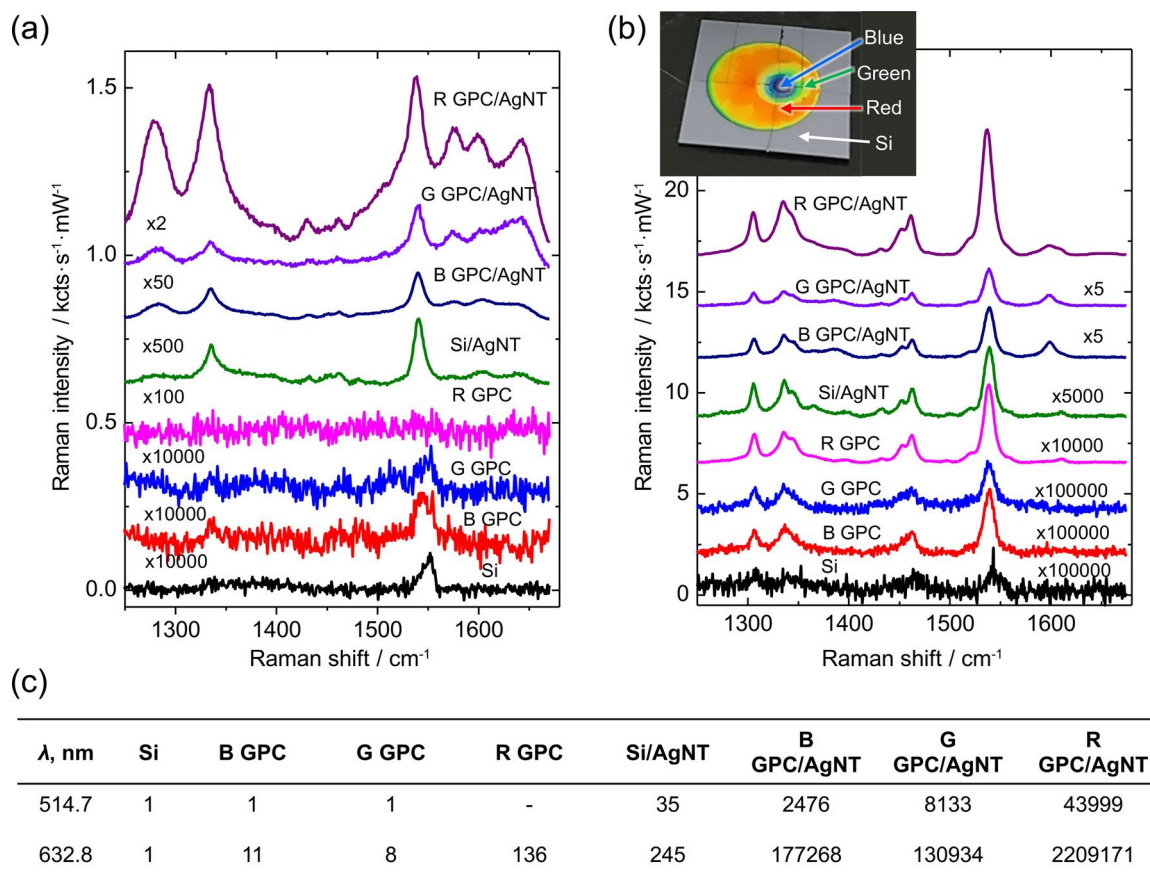 (a)
R GPC/AgNT
G GPC/AgNT
x2
B GPC/AgNT
x50
Si/AgNT
x500
R GPC
x100
x10000
G GPC
B GPC
x10000
x10000
Si
1.5
1.0
0.5
0.0
Raman intensity / kcts·s⁻¹·mW⁻¹
1300 1400 1500 1600
Raman shift / cm⁻¹
(b)
Blue
Green
Red
Si
R GPC/AgNT
G GPC/AgNT
x5
B GPC/AgNT
x5
Si/AgNT
x5000
R GPC
x10000
G GPC
x100000
B GPC
x100000
Si
x100000
20
15
10
5
0
Raman intensity / kcts·s⁻¹·mW⁻¹
1300 1400 1500 1600
Raman shift / cm⁻¹
(c)
λ, nm Si B GPC G GPC R GPC Si/AgNT B GPC/AgNT G GPC/AgNT R GPC/AgNT
514.7 1 1 1 - 35 2476 8133 43999
632.8 1 11 8 136 245 177268 130934 2209171